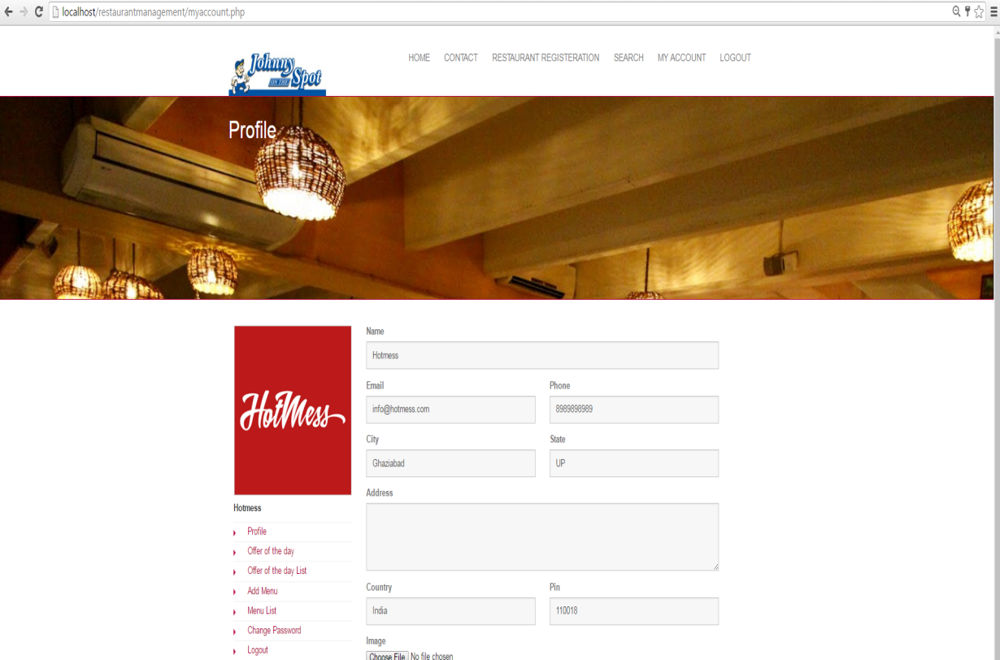 localhost/restaurantmanagement/myaccount.php
Johnny
ON THE
Spot
HOME CONTACT RESTAURANT REGISTERATION SEARCH MY ACCOUNT LOGOUT
Profile
HotMess
Hotmess
Profile
Offer of the day
Offer of the day List
Add Menu
Menu List
Change Password
Logout
Name
Hotmess
Email Phone
info@hotmess.com 8989898989
City State
Ghaziabad UP
Address
Country Pin
India 110018
Image
Choose File No file chosen